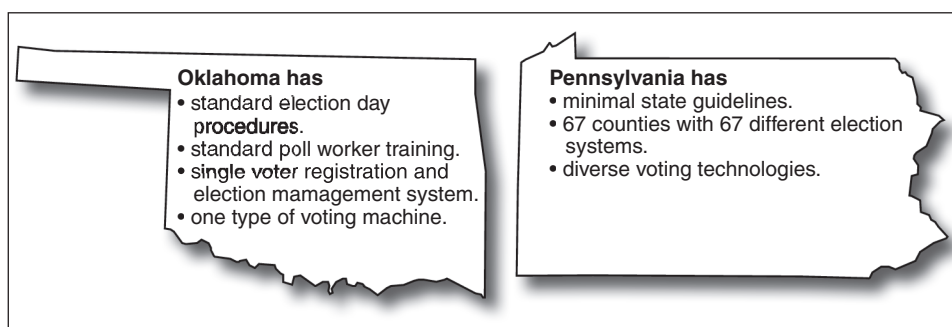 Oklahoma has
• standard election day
procedures.
• standard poll worker training.
• single voter registration and
election mamagement system.
• one type of voting machine.
Pennsylvania has
• minimal state guidelines.
• 67 counties with 67 different election
systems.
• diverse voting technologies.